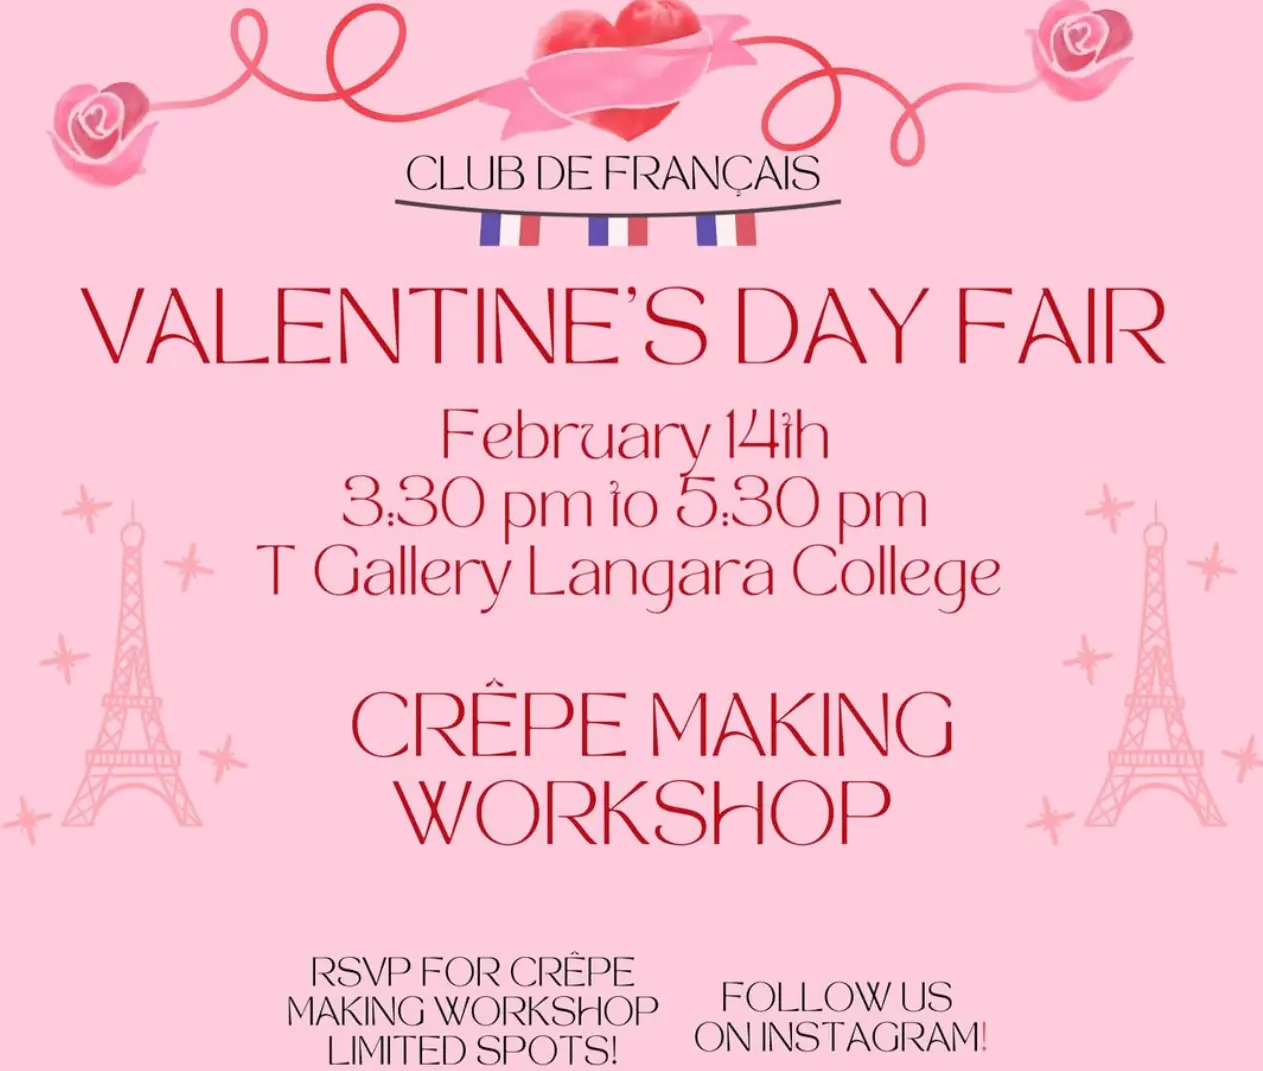 CLUB DE FRANÇAIS
VALENTINE'S DAY FAIR
February 14th
3:30 pm to 5:30 pm
T Gallery Langara College
CRÊPE MAKING
WORKSHOP
RSVP FOR CRÊPE
MAKING WORKSHOP
LIMITED SPOTS!
FOLLOW US
ON INSTAGRAM!